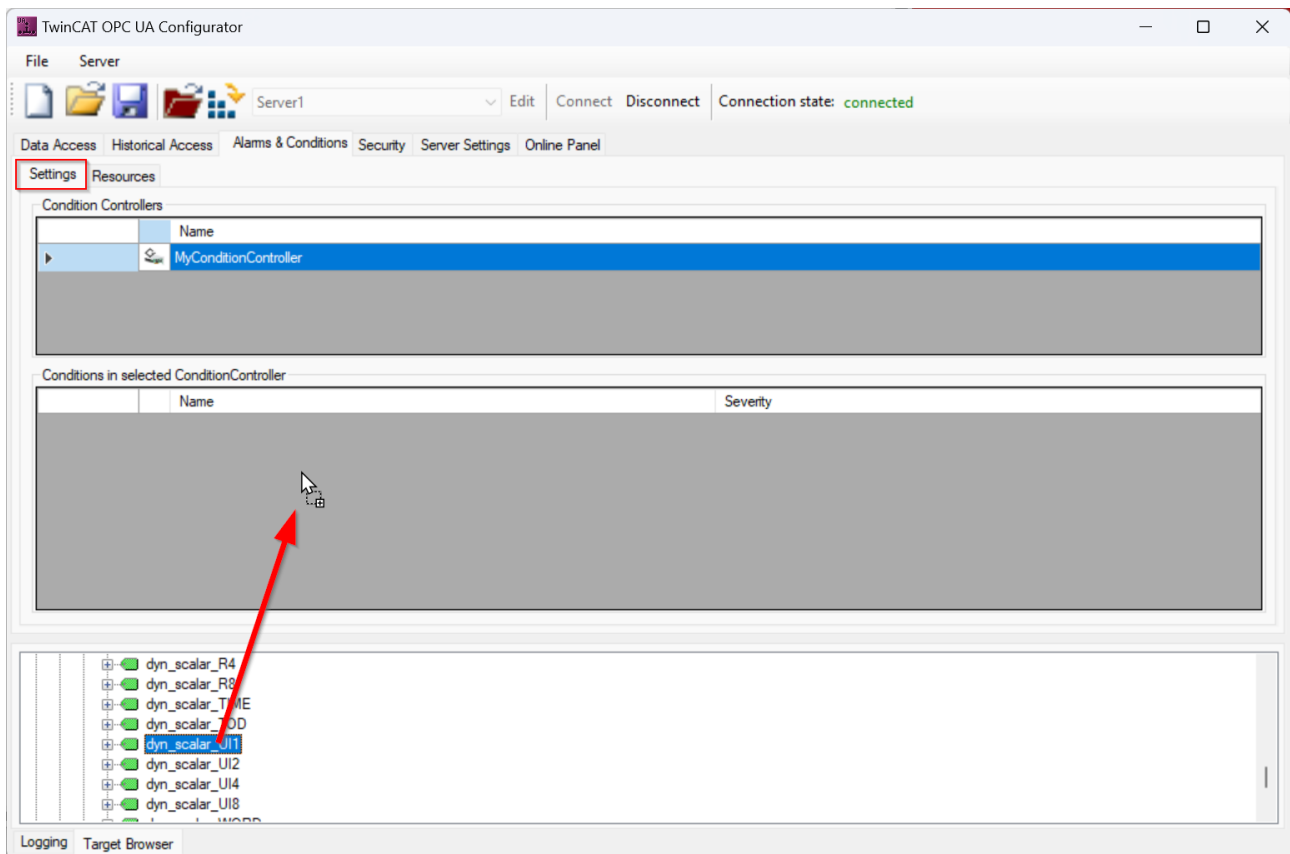 TwinCAT OPC UA Configurator
File Server
Server1 Edit Connect Disconnect Connection state: connected
Data Access Historical Access Alarms & Conditions Security Server Settings Online Panel
Settings Resources
Condition Controllers
Name
MyConditionController
Conditions in selected ConditionController
Name Severity
dyn_scalar_R4
dyn_scalar_R8
dyn_scalar_TIME
dyn_scalar_TOD
dyn_scalar_UI1
dyn_scalar_UI2
dyn_scalar_UI4
dyn_scalar_UI8
Logging Target Browser